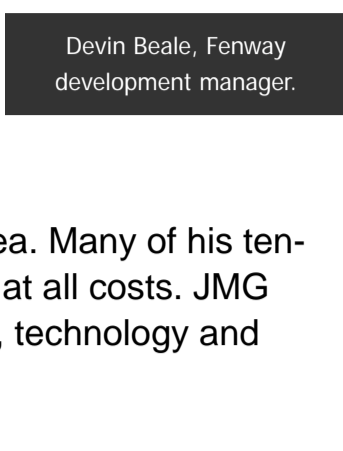 Devin Beale, Fenway
development manager.
ea. Many of his ten-
at all costs. JMG
, technology and